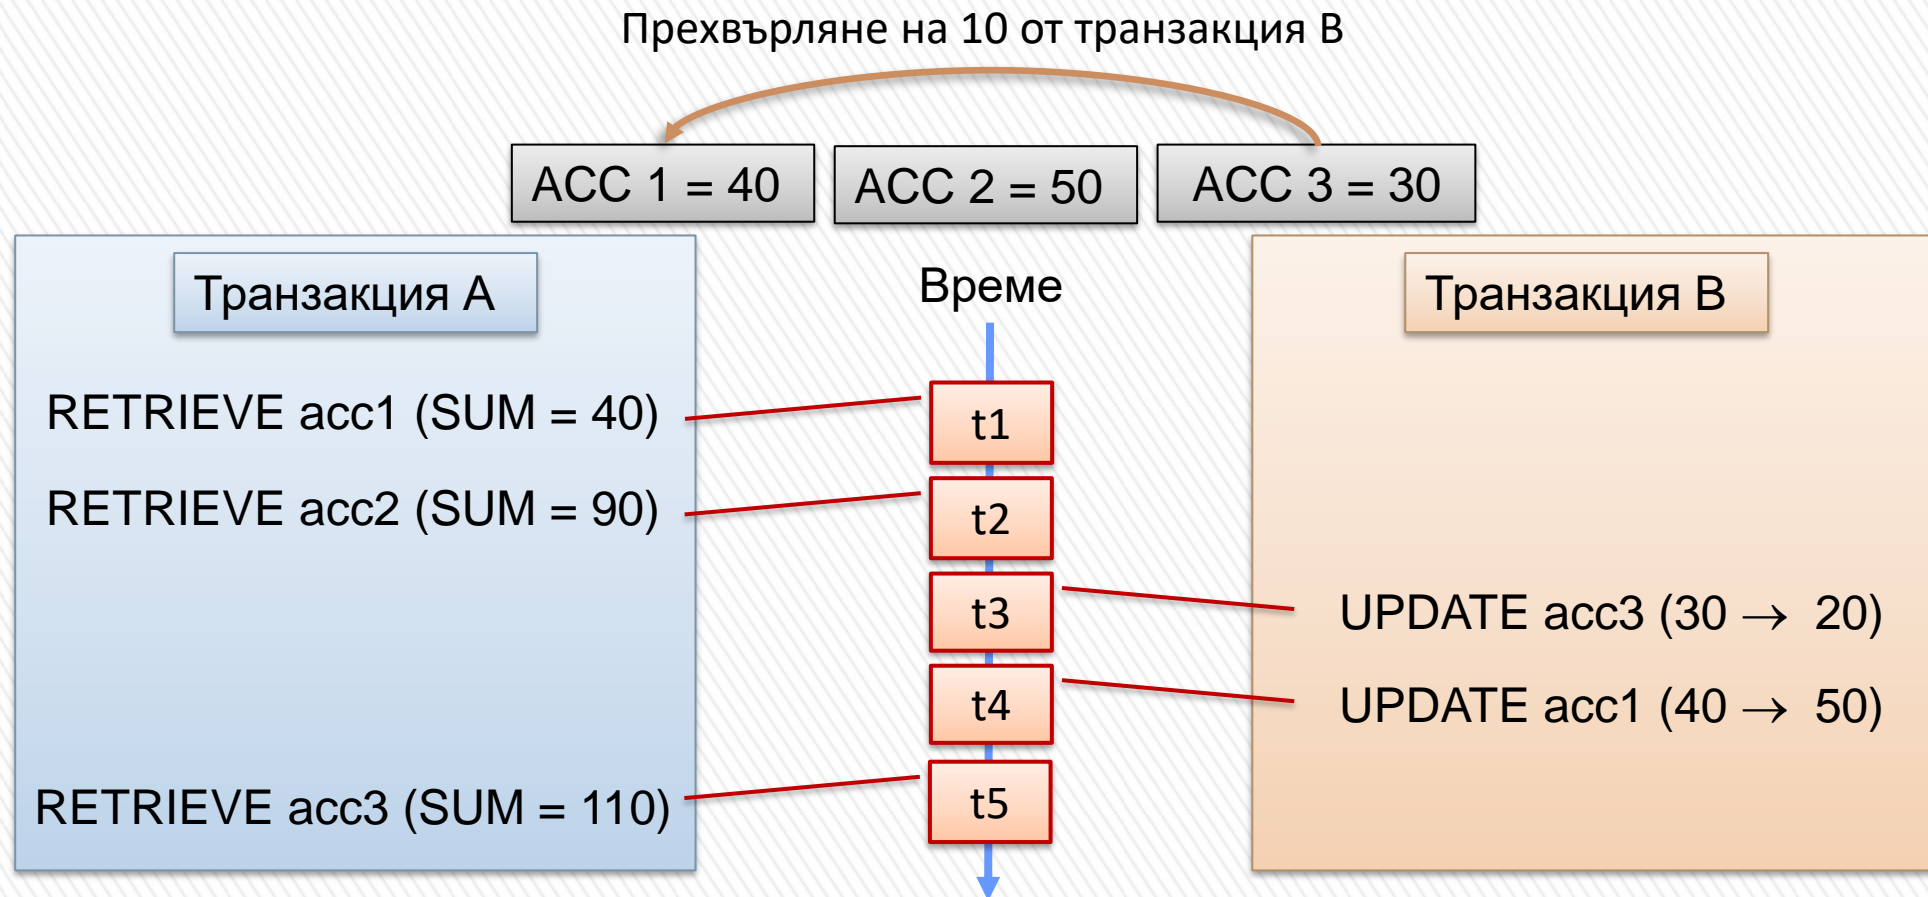 Прехвърляне на 10 от транзакция B
ACC 1 = 40
ACC 2 = 50
ACC 3 = 30
Транзакция A
Време
Транзакция B
RETRIEVE acc1 (SUM = 40)
t1
RETRIEVE acc2 (SUM = 90)
t2
t3
UPDATE acc3 (30 → 20)
t4
UPDATE acc1 (40 → 50)
RETRIEVE acc3 (SUM = 110)
t5